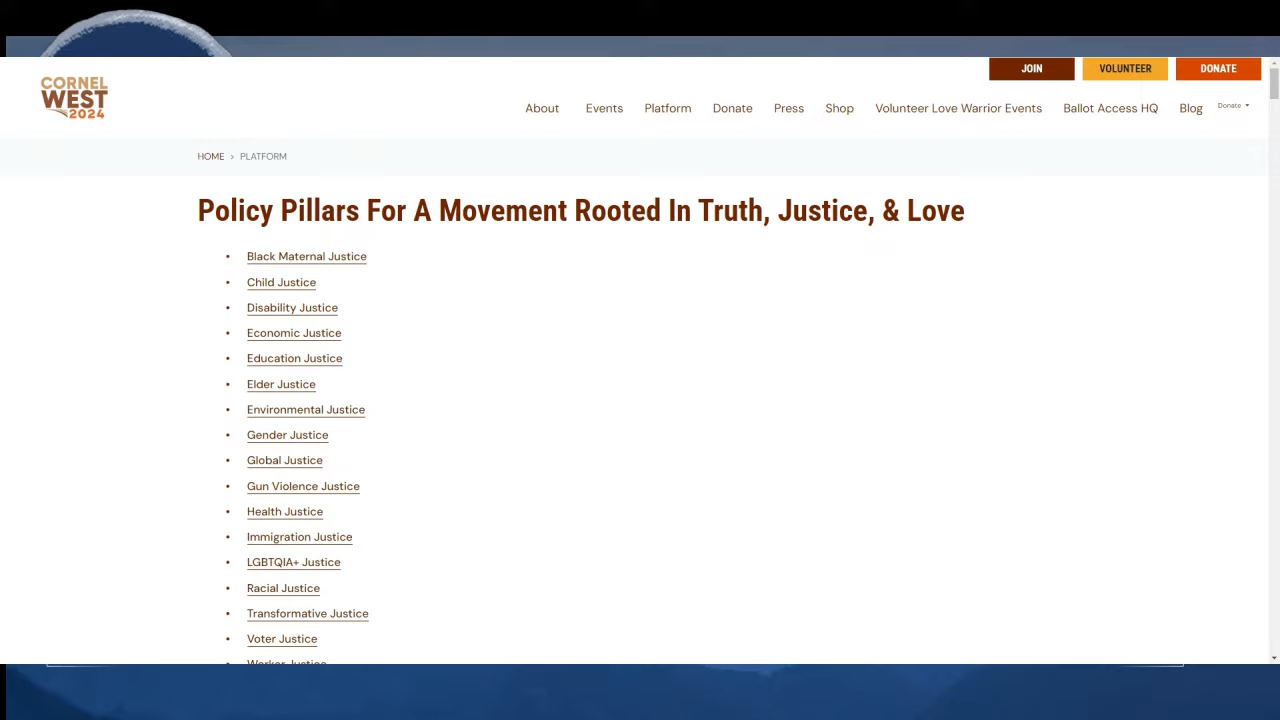 JOIN
VOLUNTEER
DONATE
CORNEL
WEST
2024
About
Events
Platform
Donate
Press
Shop
Volunteer Love Warrior Events
Ballot Access HQ
Blog
Donate
HOME > PLATFORM
Policy Pillars For A Movement Rooted In Truth, Justice, & Love
• Black Maternal Justice
• Child Justice
• Disability Justice
• Economic Justice
• Education Justice
• Elder Justice
• Environmental Justice
• Gender Justice
• Global Justice
• Gun Violence Justice
• Health Justice
• Immigration Justice
• LGBTQIA+ Justice
• Racial Justice
• Transformative Justice
• Voter Justice
Worker Justice